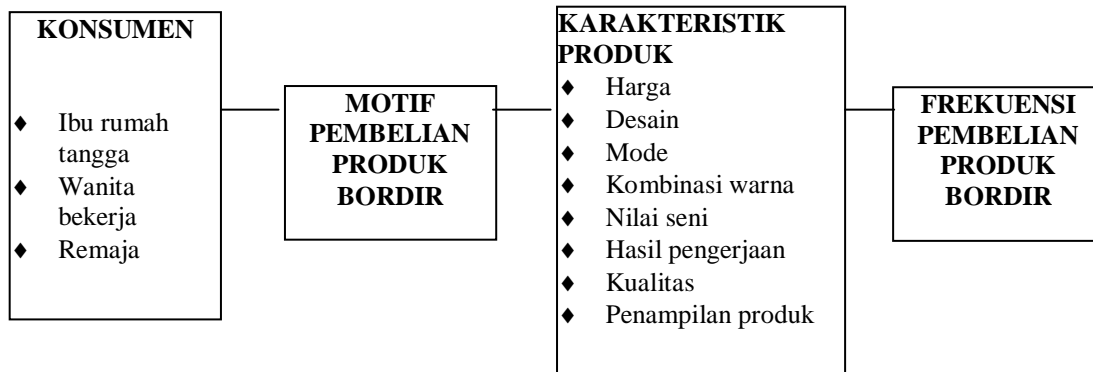 KONSUMEN
♦ Ibu rumah
tangga
♦ Wanita
bekerja
♦ Remaja
MOTIF
PEMBELIAN
PRODUK
BORDIR
KARAKTERISTIK
PRODUK
♦ Harga
♦ Desain
♦ Mode
♦ Kombinasi warna
♦ Nilai seni
♦ Hasil pengerjaan
♦ Kualitas
♦ Penampilan produk
FREKUENSI
PEMBELIAN
PRODUK
BORDIR